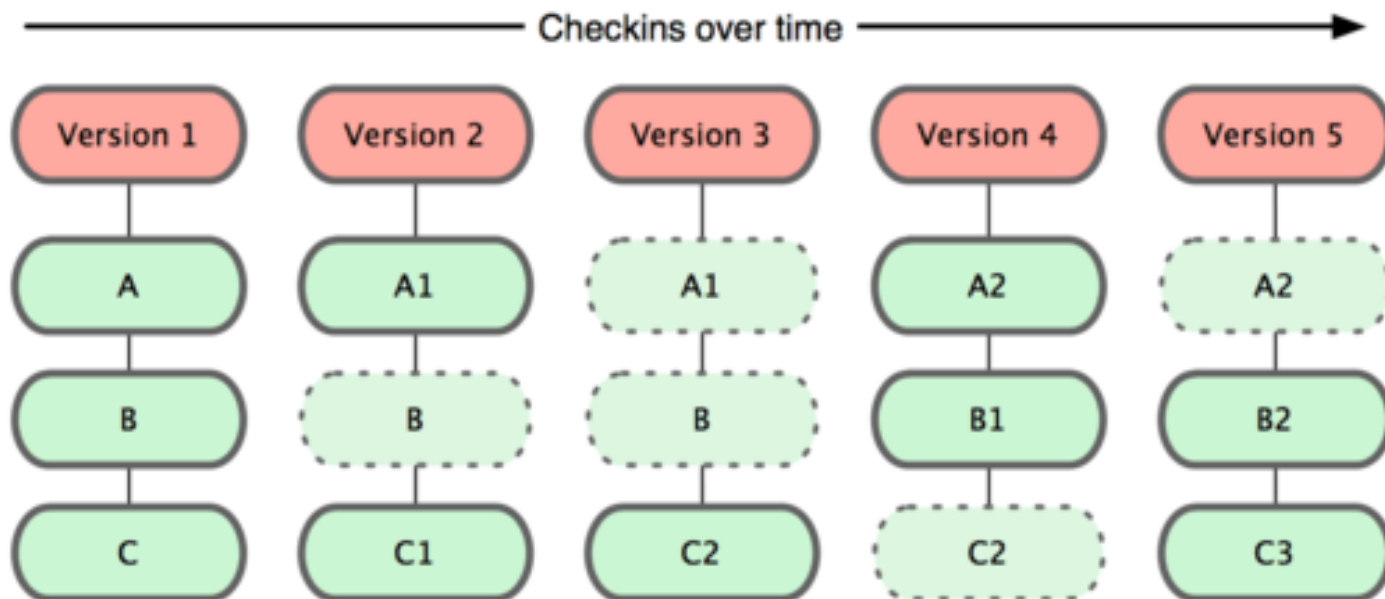 Checkins over time
Version 1 Version 2 Version 3 Version 4 Version 5
A A1 A1 A2 A2
B B B B1 B2
C C1 C2 C2 C3